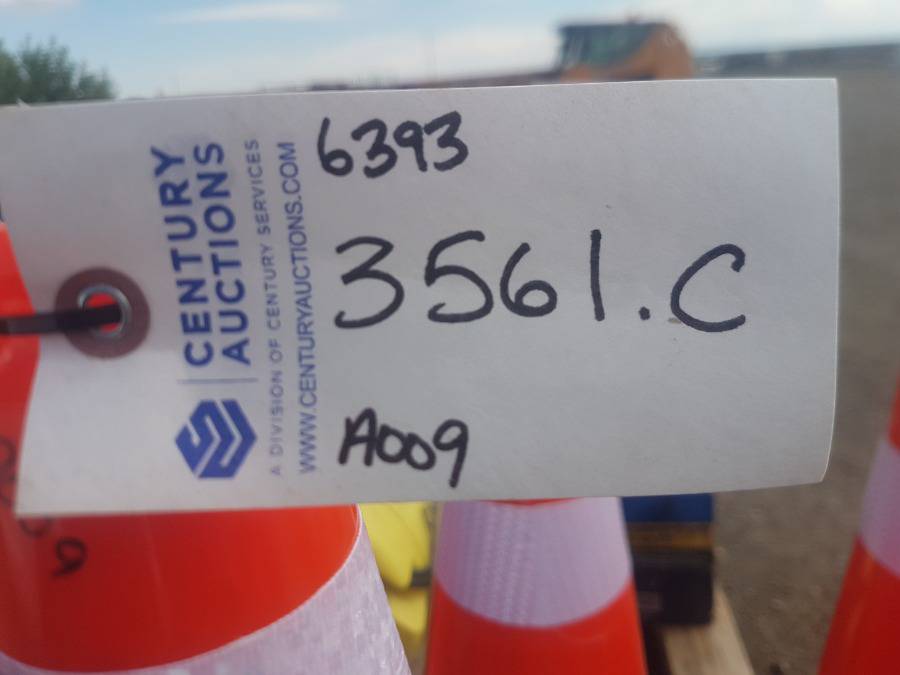 CENTURY
AUCTIONS
A DIVISION OF CENTURY SERVICES
WWW.CENTURYAUCTIONS.COM
6393
3561.C
A009